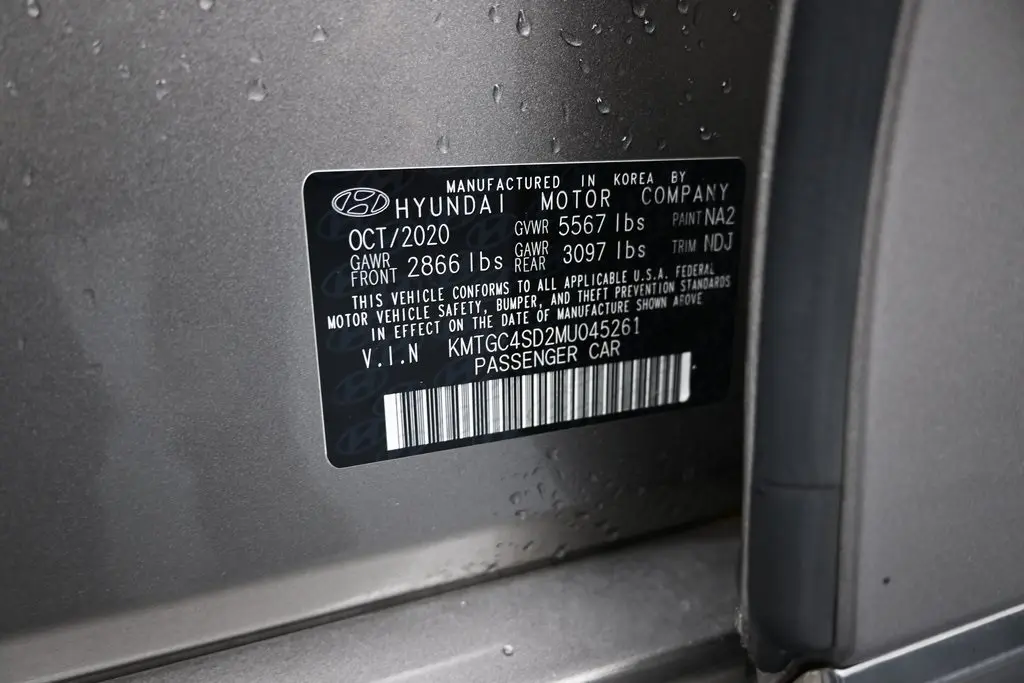 MANUFACTURED IN KOREA BY
HYUNDAI MOTOR COMPANY
OCT/2020 GVWR 5567 lbs PAINT NA2
GAWR FRONT 2866 lbs GAWR REAR 3097 lbs TRIM NDJ
THIS VEHICLE CONFORMS TO ALL APPLICABLE U.S.A. FEDERAL
MOTOR VEHICLE SAFETY, BUMPER, AND THEFT PREVENTION STANDARDS
IN EFFECT ON THE DATE OF MANUFACTURE SHOWN ABOVE
V.I.N KMTGC4SD2MU045261
PASSENGER CAR